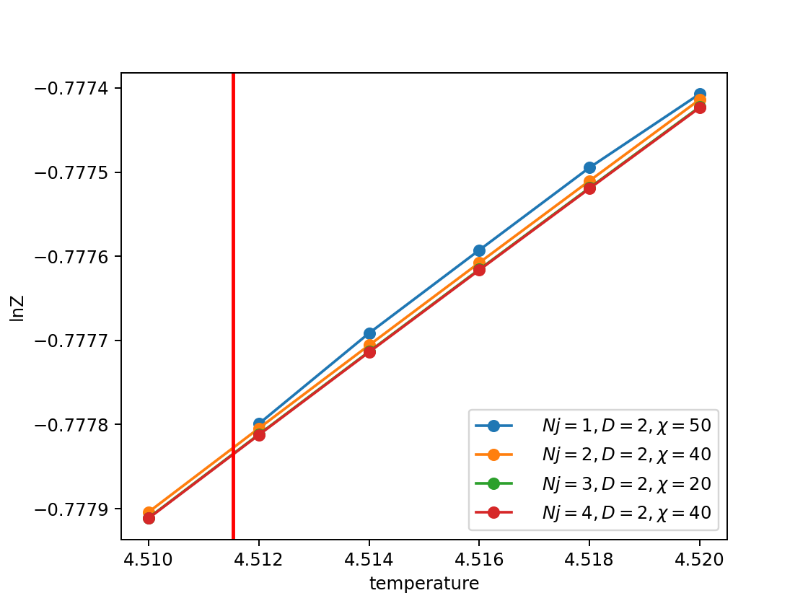 −0.7774
−0.7775
−0.7776
−0.7777
−0.7778
−0.7779
lnZ
Nj = 1, D = 2, χ = 50
Nj = 2, D = 2, χ = 40
Nj = 3, D = 2, χ = 20
Nj = 4, D = 2, χ = 40
4.510 4.512 4.514 4.516 4.518 4.520
temperature